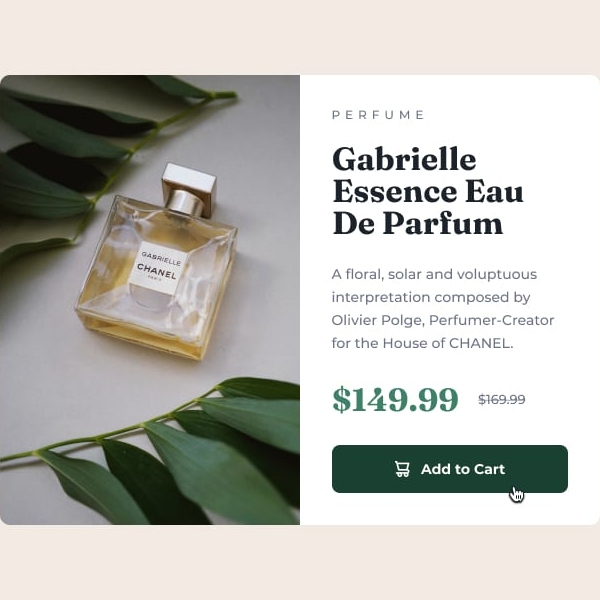 GABRIELLE
CHANEL
PARIS
PERFUME
Gabrielle
Essence Eau
De Parfum
A floral, solar and voluptuous
interpretation composed by
Olivier Polge, Perfumer-Creator
for the House of CHANEL.
$149.99 $169.99
Add to Cart